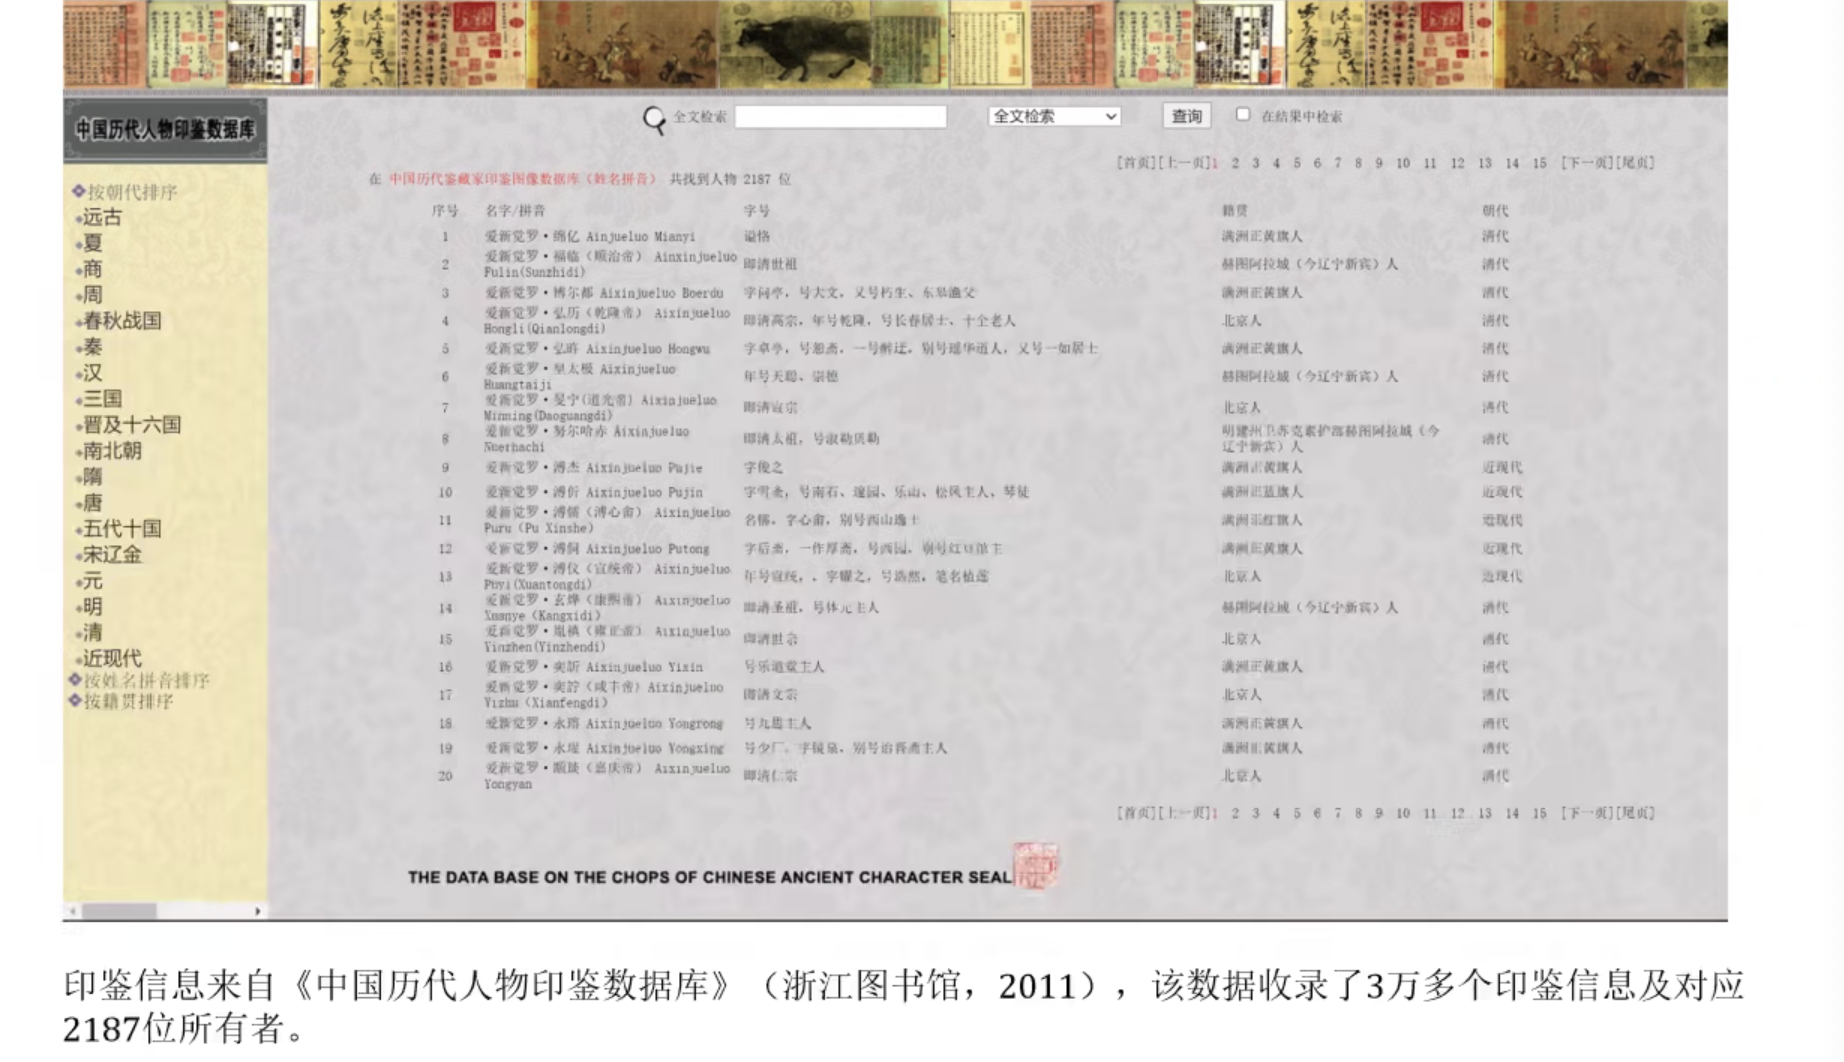 中国历代人物印鉴数据库
全文检索 全文检索 查询 在结果中检索
[首页][上一页]1 2 3 4 5 6 7 8 9 10 11 12 13 14 15 [下一页][尾页]
按朝代排序
远古
夏
商
周
春秋战国
秦
汉
三国
晋及十六国
南北朝
隋
唐
五代十国
宋辽金
元
明
清
近现代
按姓名拼音排序
按籍贯排序
在 中国历代鉴藏家印鉴图像数据库（姓名拼音） 共找到人物 2187 位
序号 名字/拼音 字号 籍贯 朝代
1 爱新觉罗·绵亿 Ainjueluo Mianyi 谥恪 满洲正黄旗人 清代
2 爱新觉罗·福临（顺治帝） Ainxinjueluo Fulin(Sunzhidi) 即清世祖 赫图阿拉城（今辽宁新宾）人 清代
3 爱新觉罗·博尔都 Aixinjueluo Boerdu 字问亭，号大文，又号朽生、东皋渔父 满洲正黄旗人 清代
4 爱新觉罗·弘历（乾隆帝） Aixinjueluo Hongli(Qianlongdi) 即清高宗，年号乾隆，号长春居士、十全老人 北京人 清代
5 爱新觉罗·弘旿 Aixinjueluo Hongwu 字卓亭，号恕斋，一号醉迂，别号瑶华道人，又号一如居士 满洲正黄旗人 清代
6 爱新觉罗·皇太极 Aixinjueluo Huangtaiji 年号天聪、崇德 赫图阿拉城（今辽宁新宾）人 清代
7 爱新觉罗·旻宁(道光帝) Aixinjueluo Minning(Daoguangdi) 即清宣宗 北京人 清代
8 爱新觉罗·努尔哈赤 Aixinjueluo Nuerhachi 即清太祖，号淑勒贝勒 明建州卫苏克素护部赫图阿拉城（今辽宁新宾）人 清代
9 爱新觉罗·溥杰 Aixinjueluo Pujie 字俊之 满洲正黄旗人 近现代
10 爱新觉罗·溥伒 Aixinjueluo Pujin 字雪斋，号南石、邃园、乐山、松风主人、琴徒 满洲正蓝旗人 近现代
11 爱新觉罗·溥儒（溥心畬） Aixinjueluo Puru（Pu Xinshe） 名儒，字心畬，别号西山逸士 满洲正红旗人 近现代
12 爱新觉罗·溥侗 Aixinjueluo Putong 字后斋，一作厚斋，号西园，别号红豆馆主 满洲正黄旗人 近现代
13 爱新觉罗·溥仪（宣统帝） Aixinjueluo Puyi(Xuantongdi) 年号宣统，，字曜之，号浩然，笔名植莲 北京人 近现代
14 爱新觉罗·玄烨（康熙帝） Aixinjueluo Xuanye（Kangxidi） 即清圣祖，号体元主人 赫图阿拉城（今辽宁新宾）人 清代
15 爱新觉罗·胤禛（雍正帝） Aixinjueluo Yinzhen(Yinzhendi) 即清世宗 北京人 清代
16 爱新觉罗·奕訢 Aixinjueluo Yixin 号乐道堂主人 满洲正黄旗人 清代
17 爱新觉罗·奕詝（咸丰帝）Aixinjueluo Yizhu（Xianfengdi） 即清文宗 北京人 清代
18 爱新觉罗·永瑢 Aixinjueluo Yongrong 号九思主人 满洲正黄旗人 清代
19 爱新觉罗·永瑆 Aixinjueluo Yongxing 号少厂，字镜泉，别号诒晋斋主人 满洲正黄旗人 清代
20 爱新觉罗·颙琰（嘉庆帝） Aixinjueluo Yongyan 即清仁宗 北京人 清代
[首页][上一页]1 2 3 4 5 6 7 8 9 10 11 12 13 14 15 [下一页][尾页]
THE DATA BASE ON THE CHOPS OF CHINESE ANCIENT CHARACTER SEAL
印鉴信息来自《中国历代人物印鉴数据库》（浙江图书馆，2011），该数据收录了3万多个印鉴信息及对应
2187位所有者。